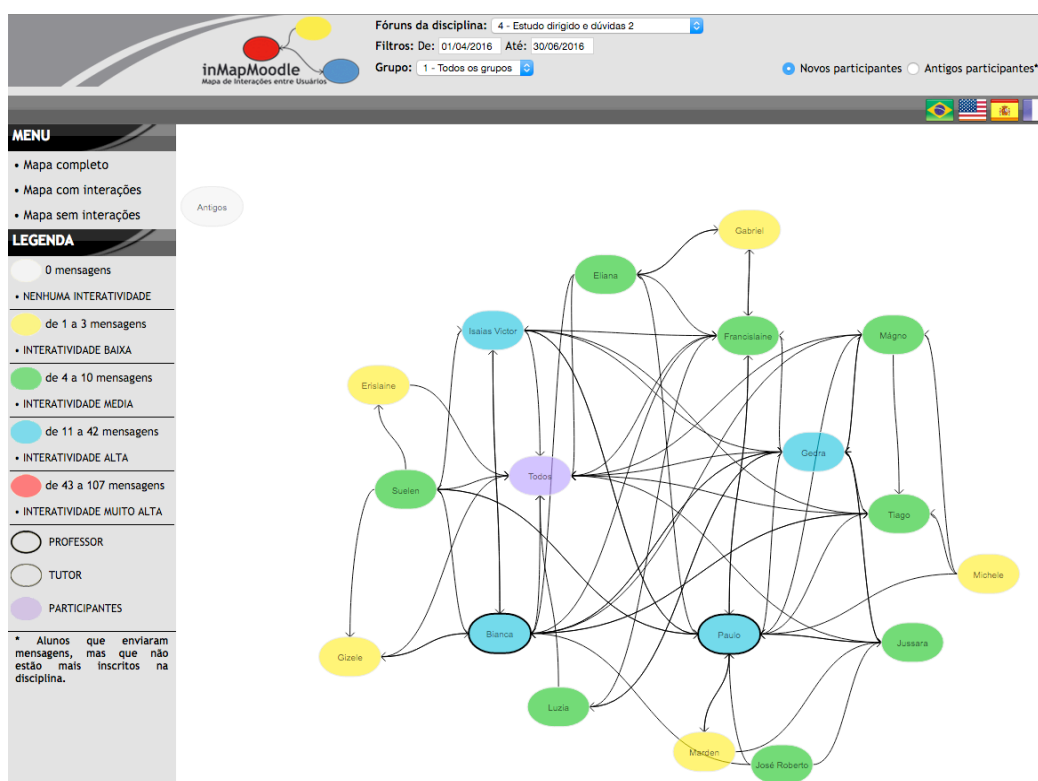 Fóruns da disciplina: 4 - Estudo dirigido e dúvidas 2
Filtros: De: 01/04/2016 Até: 30/06/2016
Grupo: 1 - Todos os grupos
Novos participantes Antigos participantes*
inMapMoodle
Mapa de Interações entre Usuários
MENU
• Mapa completo
• Mapa com interações
• Mapa sem interações
LEGENDA
0 mensagens
• NENHUMA INTERATIVIDADE
de 1 a 3 mensagens
• INTERATIVIDADE BAIXA
de 4 a 10 mensagens
• INTERATIVIDADE MEDIA
de 11 a 42 mensagens
• INTERATIVIDADE ALTA
de 43 a 107 mensagens
• INTERATIVIDADE MUITO ALTA
PROFESSOR
TUTOR
PARTICIPANTES
* Alunos que enviaram
mensagens, mas que não
estão mais inscritos na
disciplina.
Antigos
Gabriel
Eliana
Isaias Victor
Francislaine
Mágno
Erislaine
Gedra
Todos
Suelen
Tiago
Michele
Bianca
Paulo
Jussara
Gizele
Luzia
Marden
José Roberto